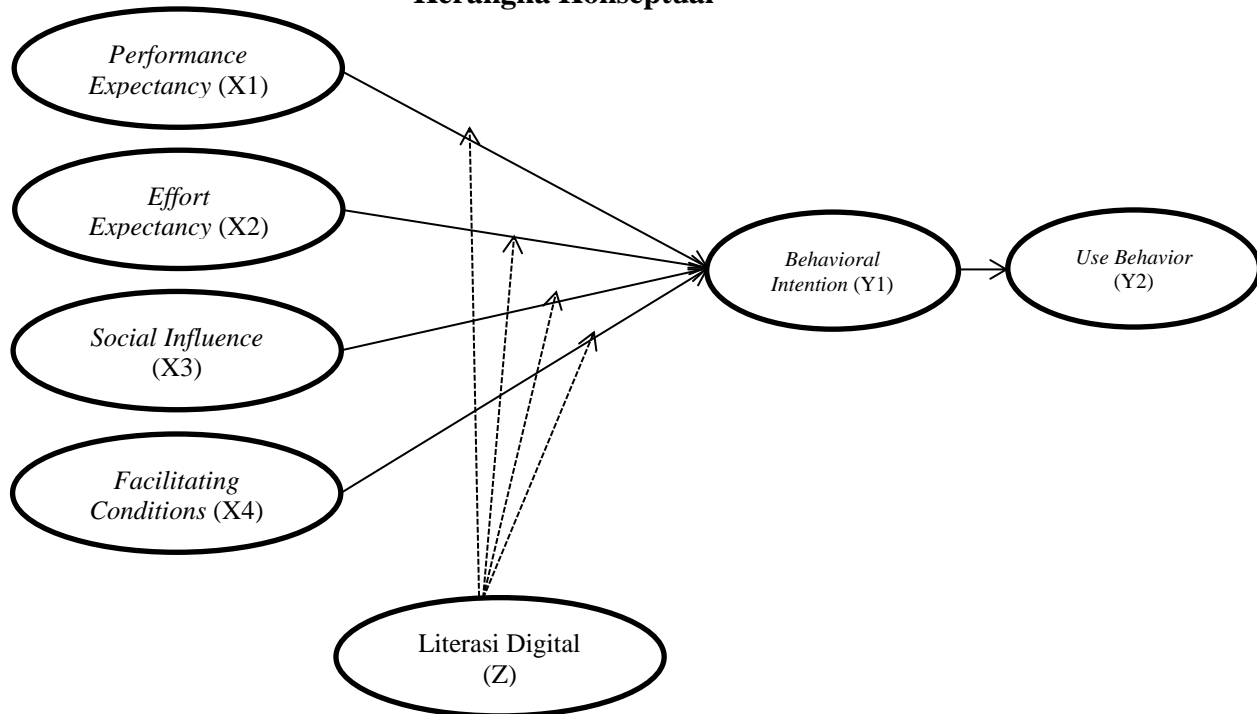 Kerangka Konseptual
Performance
Expectancy (X1)
Effort
Expectancy (X2)
Social Influence
(X3)
Facilitating
Conditions (X4)
Behavioral
Intention (Y1)
Use Behavior
(Y2)
Literasi Digital
(Z)